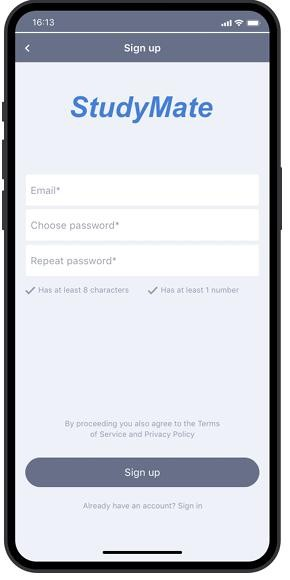 16:13
Sign up
StudyMate
Email*
Choose password*
Repeat password*
Has at least 8 characters
Has at least 1 number
By proceeding you also agree to the Terms
of Service and Privacy Policy
Sign up
Already have an account? Sign in